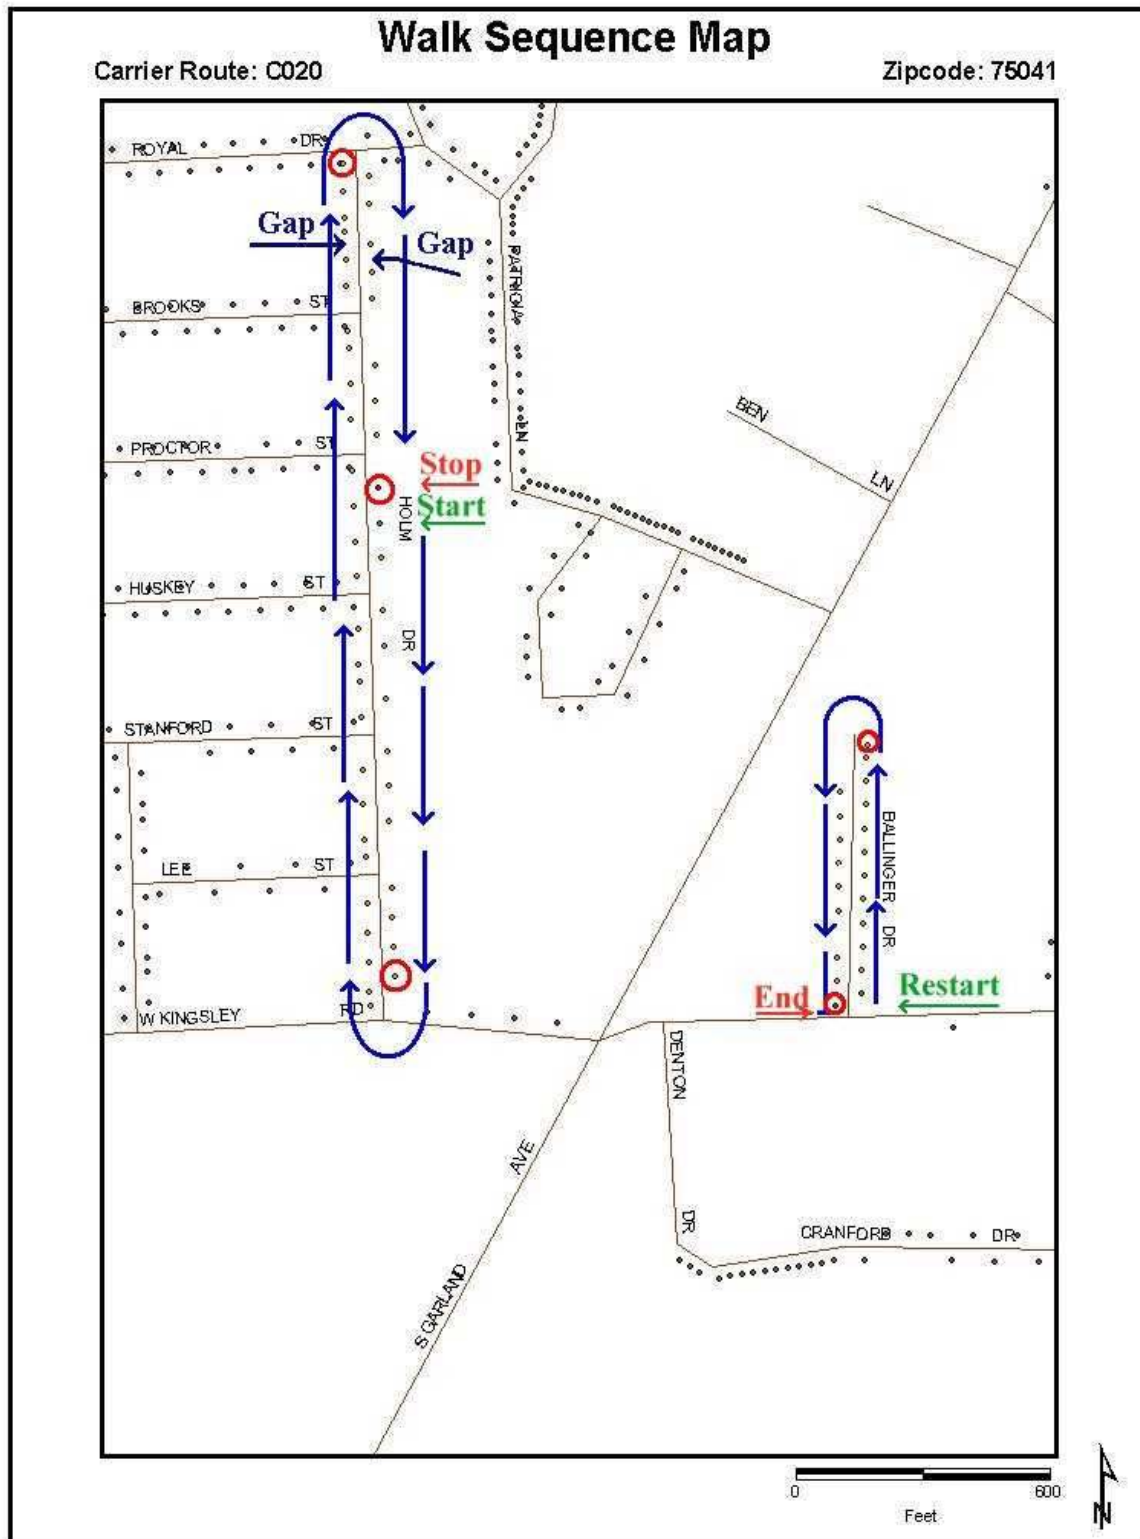 Walk Sequence Map
Carrier Route: C020
Zipcode: 75041
ROYAL DR
Gap
Gap
PATRICIA LN
BROOKS ST
BEN LN
PROCTOR ST
Stop
Start
HOLM DR
HUSKEY ST
STANFORD ST
BALLINGER DR
LEE ST
End
Restart
W KINGSLEY RD
DENTON DR
S GARLAND AVE
CRANFORD DR
0
600
Feet
N